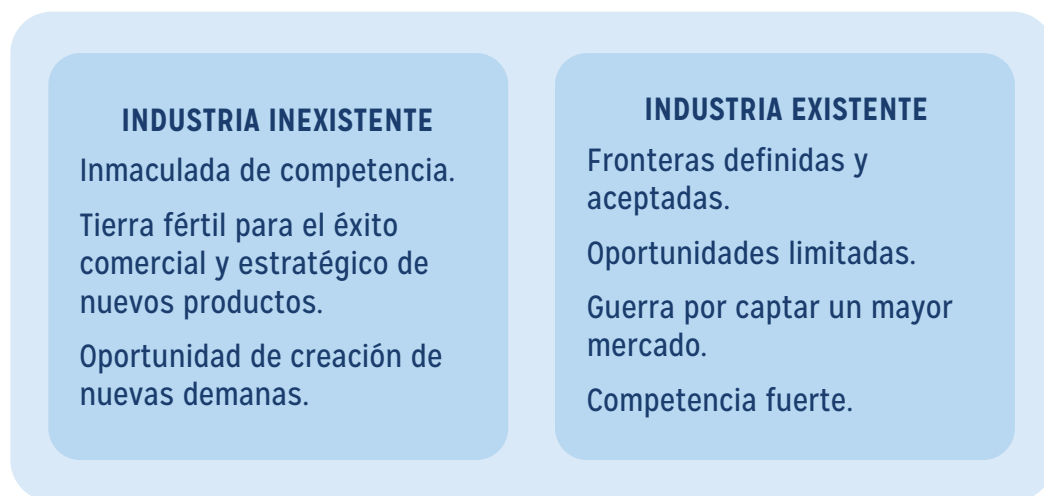 INDUSTRIA INEXISTENTE
Inmaculada de competencia.
Tierra fértil para el éxito
comercial y estratégico de
nuevos productos.
Oportunidad de creación de
nuevas demanas.
INDUSTRIA EXISTENTE
Fronteras definidas y
aceptadas.
Oportunidades limitadas.
Guerra por captar un mayor
mercado.
Competencia fuerte.